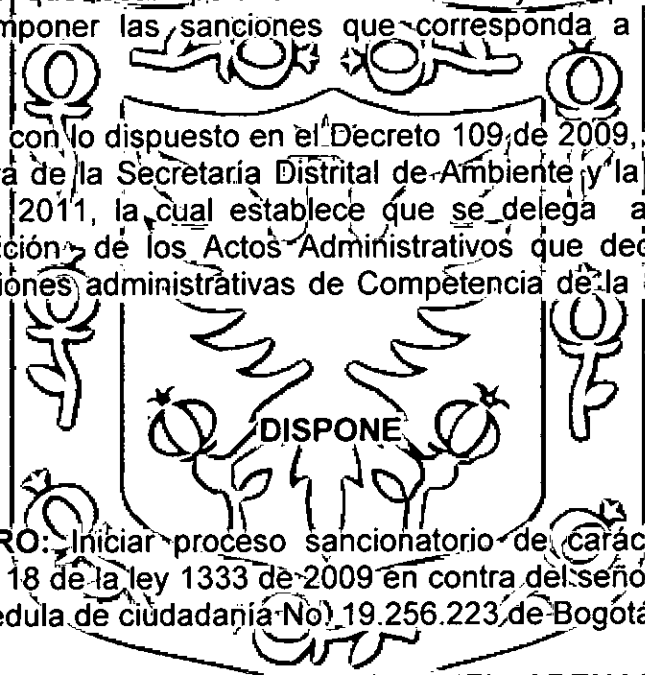 mponer las sanciones que corresponda a
con lo dispuesto en el Decreto 109 de 2009,
a de la Secretaría Distrital de Ambiente y la
2011, la cual establece que se delega a
ción de los Actos Administrativos que dec
iones administrativas de Competencia de la
DISPONE
RO: Iniciar proceso sancionatorio de carác
18 de la ley 1333 de 2009 en contra del seño
edula de ciudadanía No. 19.256.223 de Bogotá